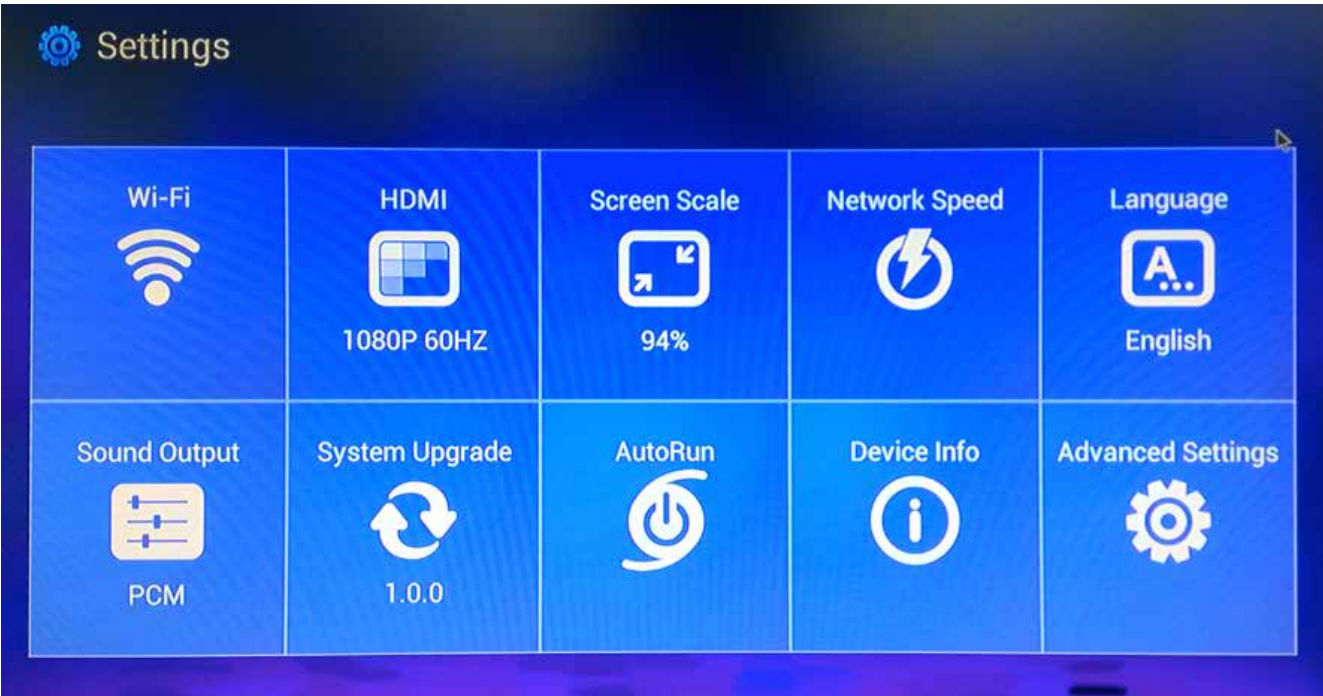 Settings
Wi-Fi
HDMI
1080P 60HZ
Screen Scale
94%
Network Speed
Language
A...
English
Sound Output
PCM
System Upgrade
1.0.0
AutoRun
Device Info
i
Advanced Settings